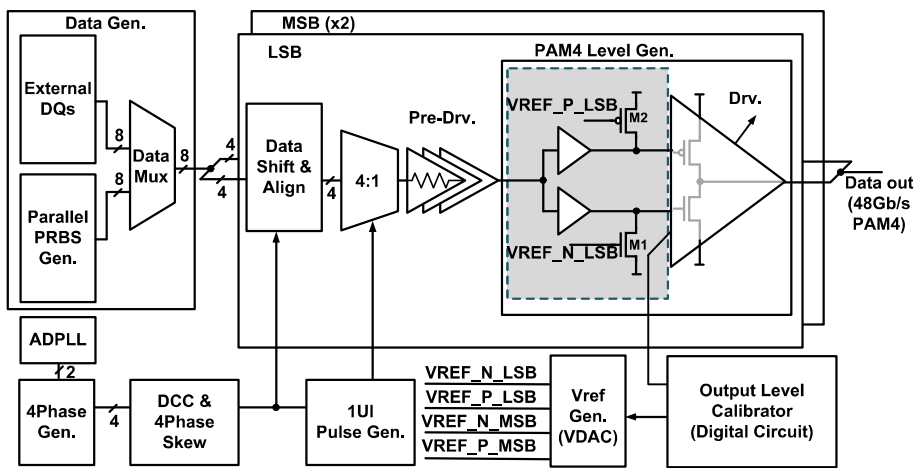 Data Gen.
External
DQs
8
Data
Mux
8
8
Parallel
PRBS
Gen.
MSB (x2)
LSB
4
4
Data
Shift &
Align
4
4:1
Pre-Drv.
PAM4 Level Gen.
VREF_P_LSB
M2
VREF_N_LSB
M1
Drv.
Data out
(48Gb/s
PAM4)
ADPLL
2
4Phase
Gen.
4
DCC &
4Phase
Skew
1UI
Pulse Gen.
VREF_N_LSB
VREF_P_LSB
VREF_N_MSB
VREF_P_MSB
Vref
Gen.
(VDAC)
Output Level
Calibrator
(Digital Circuit)